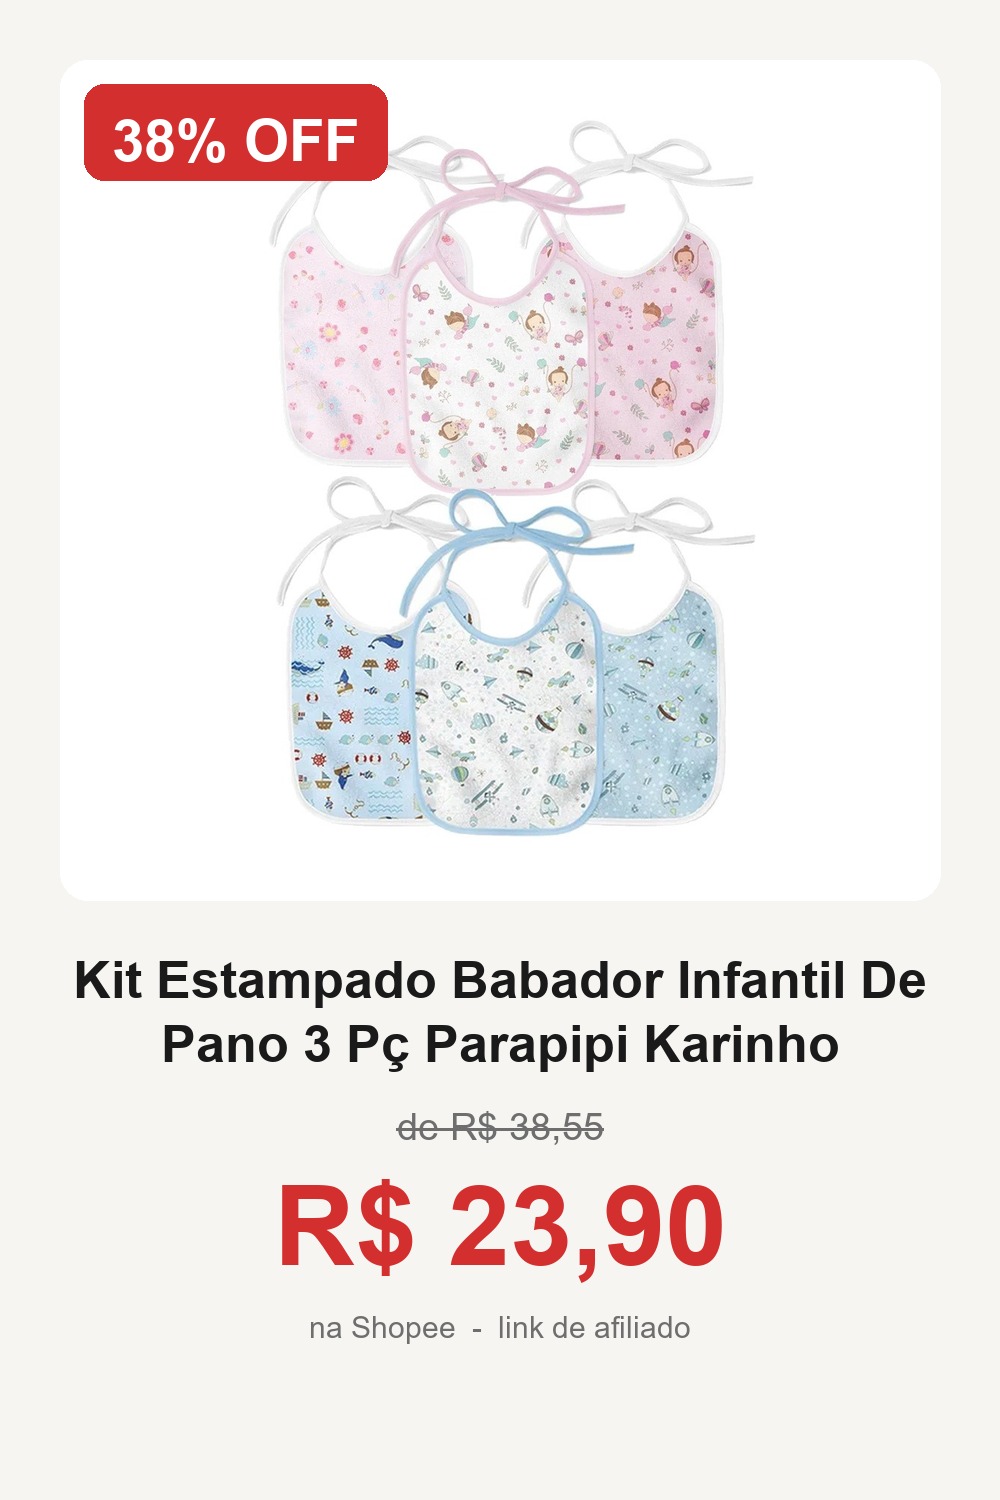 38% OFF
Kit Estampado Babador Infantil De
Pano 3 Pç Parapipi Karinho
de R$ 38,55
R$ 23,90
na Shopee - link de afiliado